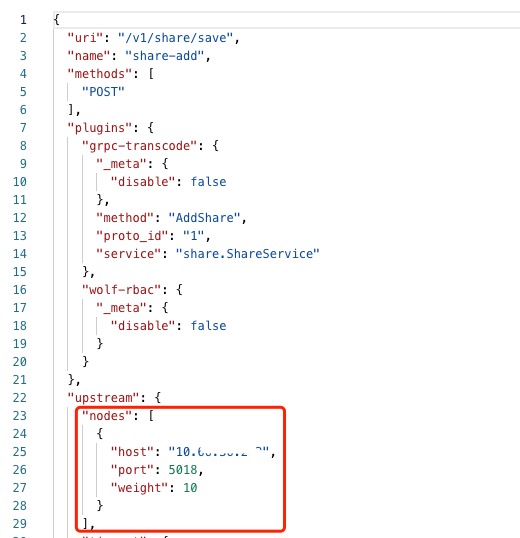 1 {
2 "uri": "/v1/share/save",
3 "name": "share-add",
4 "methods": [
5 "POST"
6 ],
7 "plugins": {
8 "grpc-transcode": {
9 "_meta": {
10 "disable": false
11 },
12 "method": "AddShare",
13 "proto_id": "1",
14 "service": "share.ShareService"
15 },
16 "wolf-rbac": {
17 "_meta": {
18 "disable": false
19 }
20 }
21 },
22 "upstream": {
23 "nodes": [
24 {
25 "host":
26 "port": 5018,
27 "weight": 10
28 }
29 ],